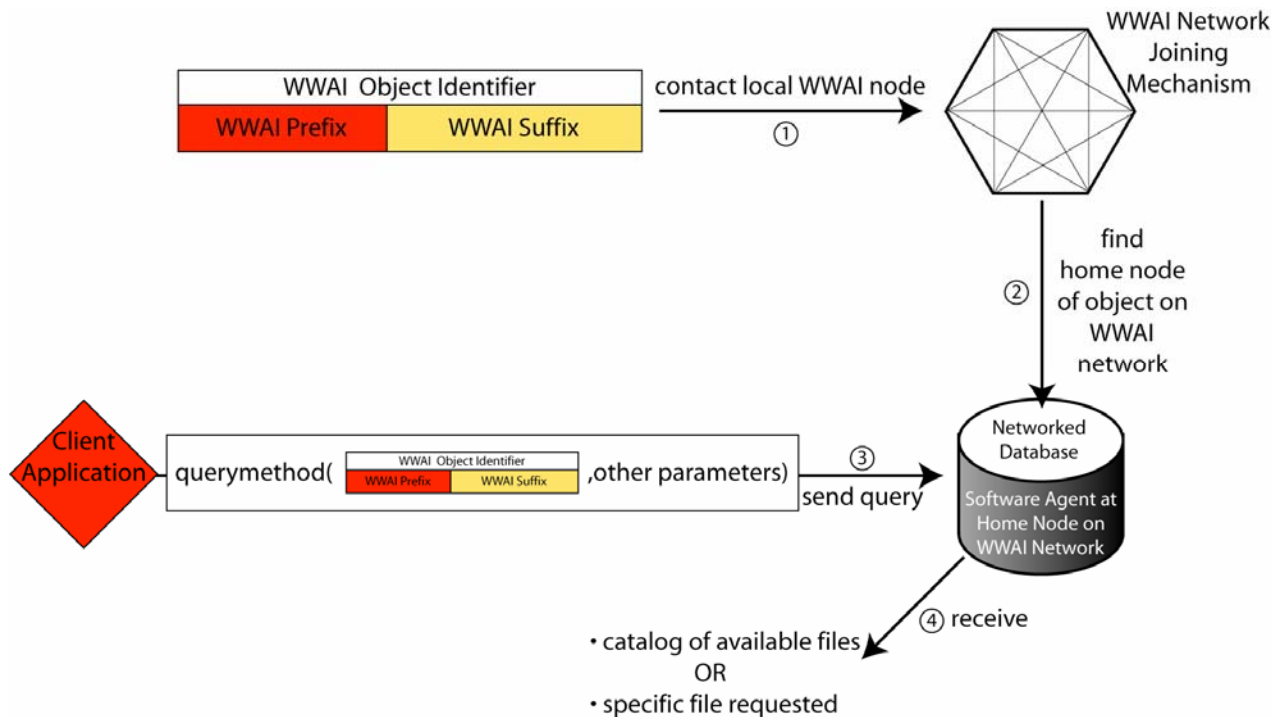 WWAI Network
Joining
Mechanism
WWAI Object Identifier
WWAI Prefix
WWAI Suffix
contact local WWAI node
①
②
find
home node
of object on
WWAI
network
Client
Application
querymethod(
WWAI Object Identifier
WWAI Prefix
WWAI Suffix
,other parameters)
③
send query
Networked
Database
Software Agent at
Home Node on
WWAI Network
④ receive
• catalog of available files
OR
• specific file requested